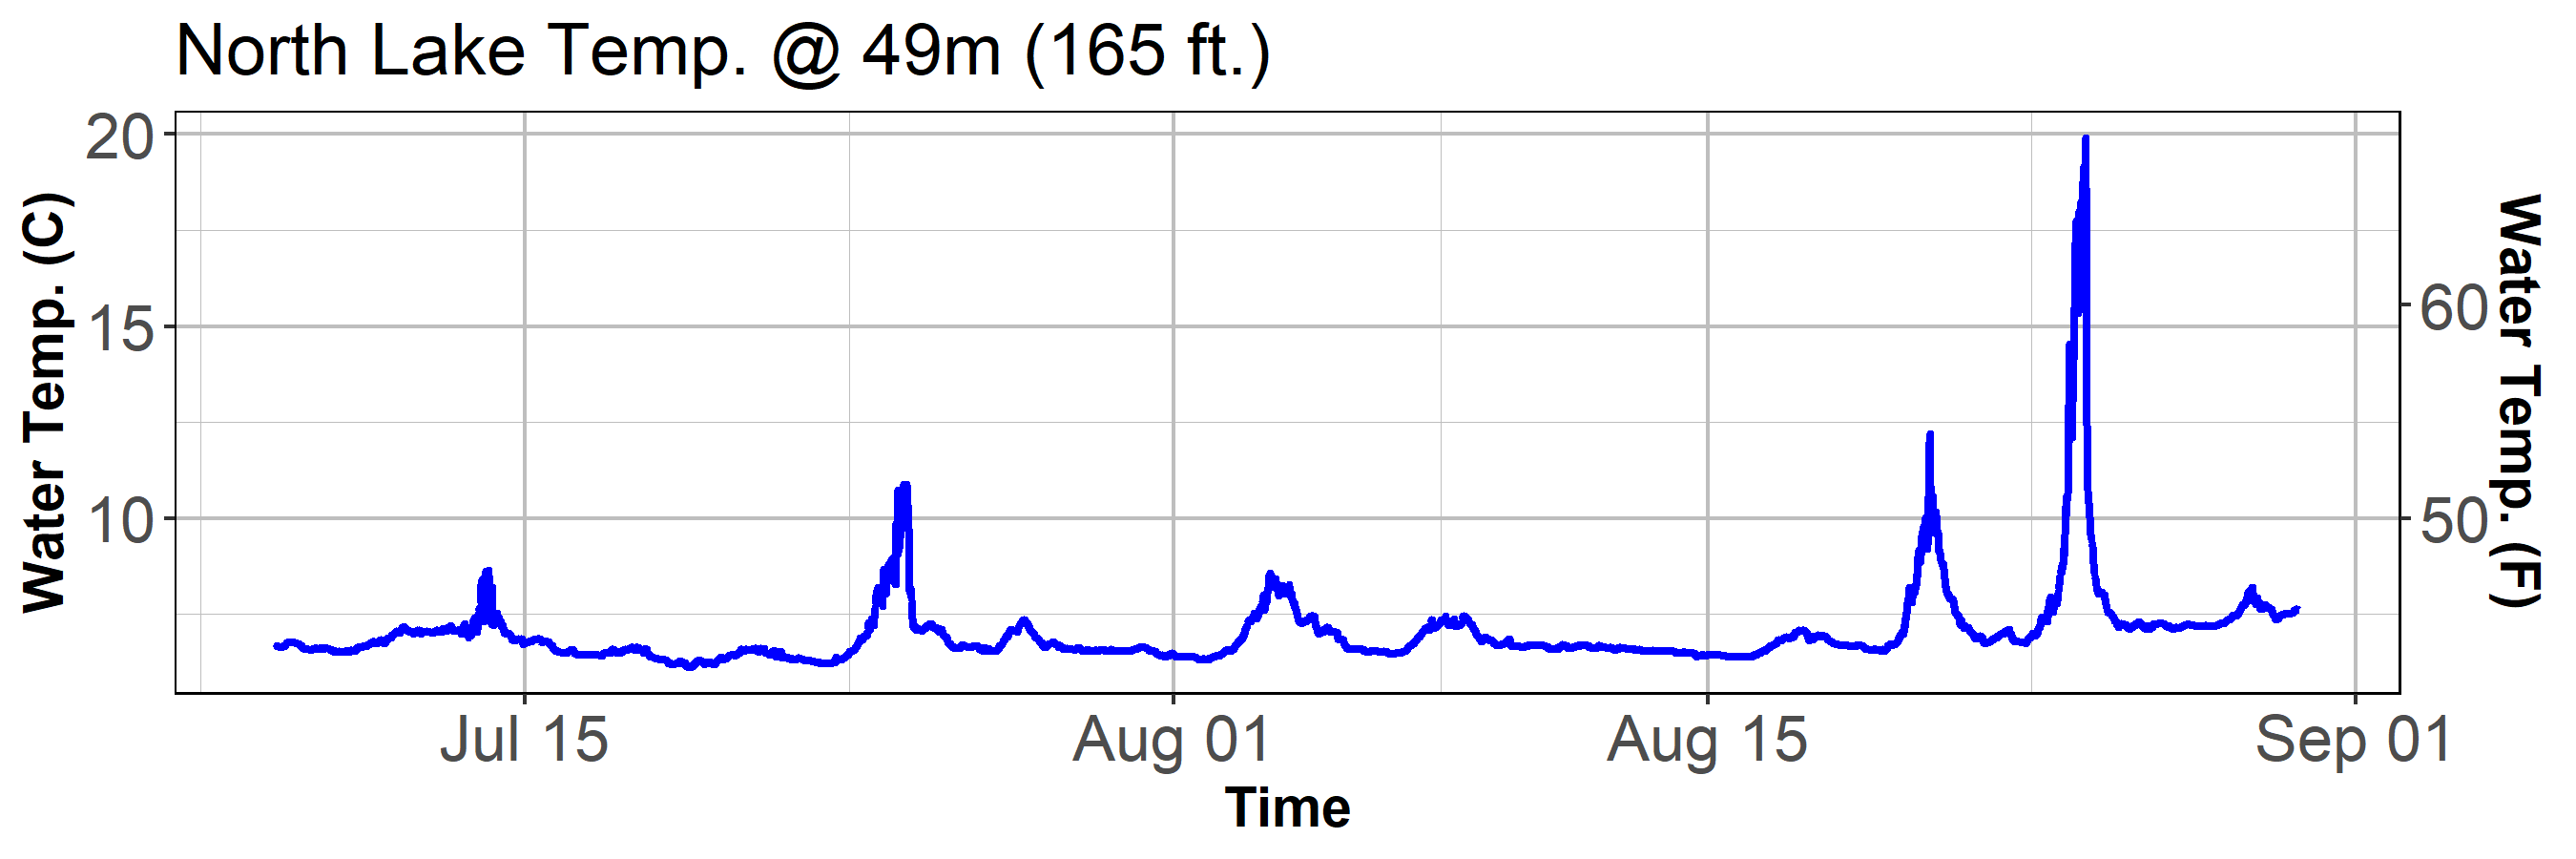 North Lake Temp. @ 49m (165 ft.)
20
15
10
Water Temp. (C)
60
50
Water Temp. (F)
Jul 15 Aug 01 Aug 15 Sep 01
Time